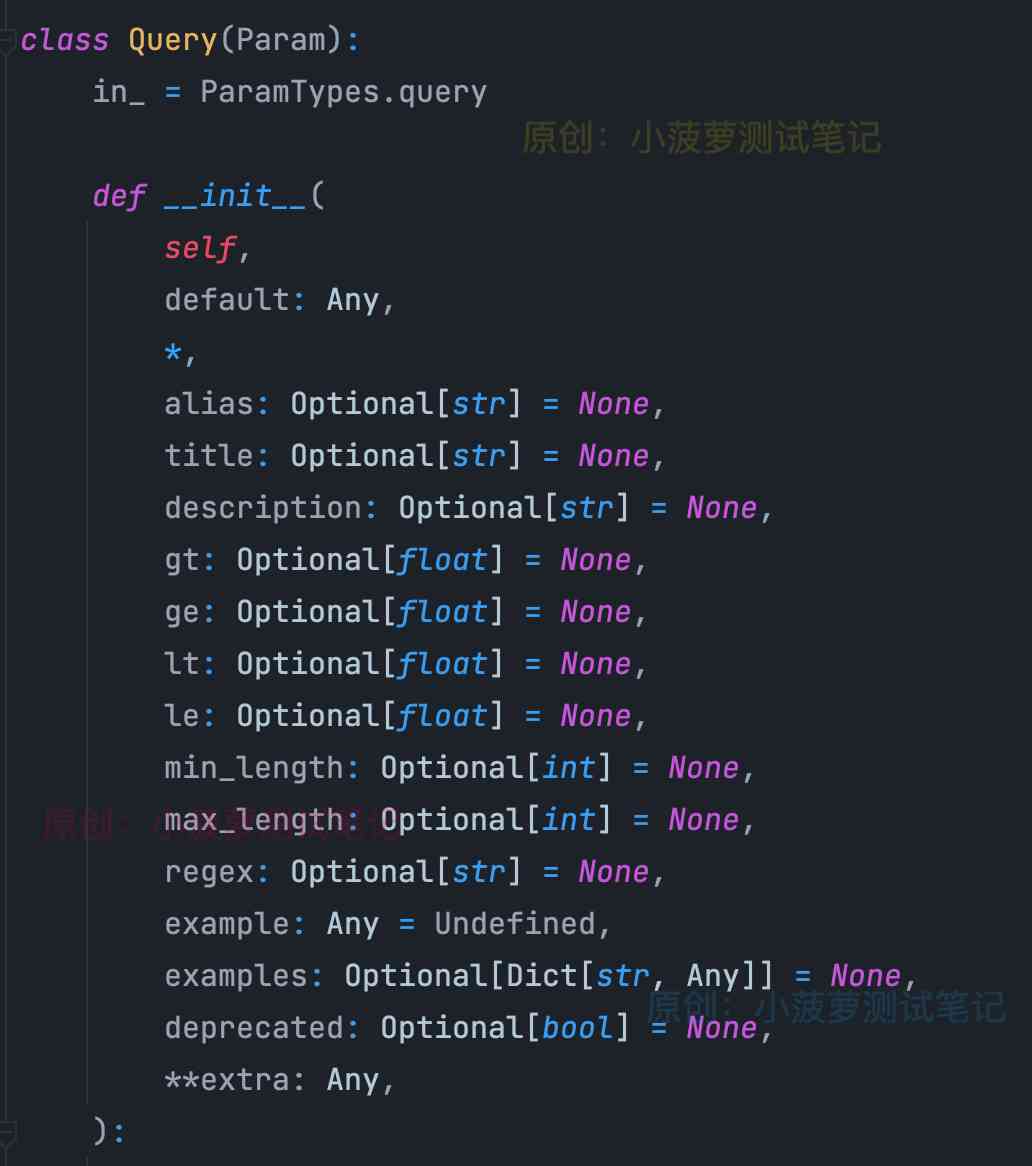 class Query(Param):
    in_ = ParamTypes.query
原创：小菠萝测试笔记
    def __init__(
        self,
        default: Any,
        *,
        alias: Optional[str] = None,
        title: Optional[str] = None,
        description: Optional[str] = None,
        gt: Optional[float] = None,
        ge: Optional[float] = None,
        lt: Optional[float] = None,
        le: Optional[float] = None,
        min_length: Optional[int] = None,
        max_length: Optional[int] = None,
原创：小菠萝测试笔记
        regex: Optional[str] = None,
        example: Any = Undefined,
        examples: Optional[Dict[str, Any]] = None,
原创：小菠萝测试笔记
        deprecated: Optional[bool] = None,
        **extra: Any,
    ):